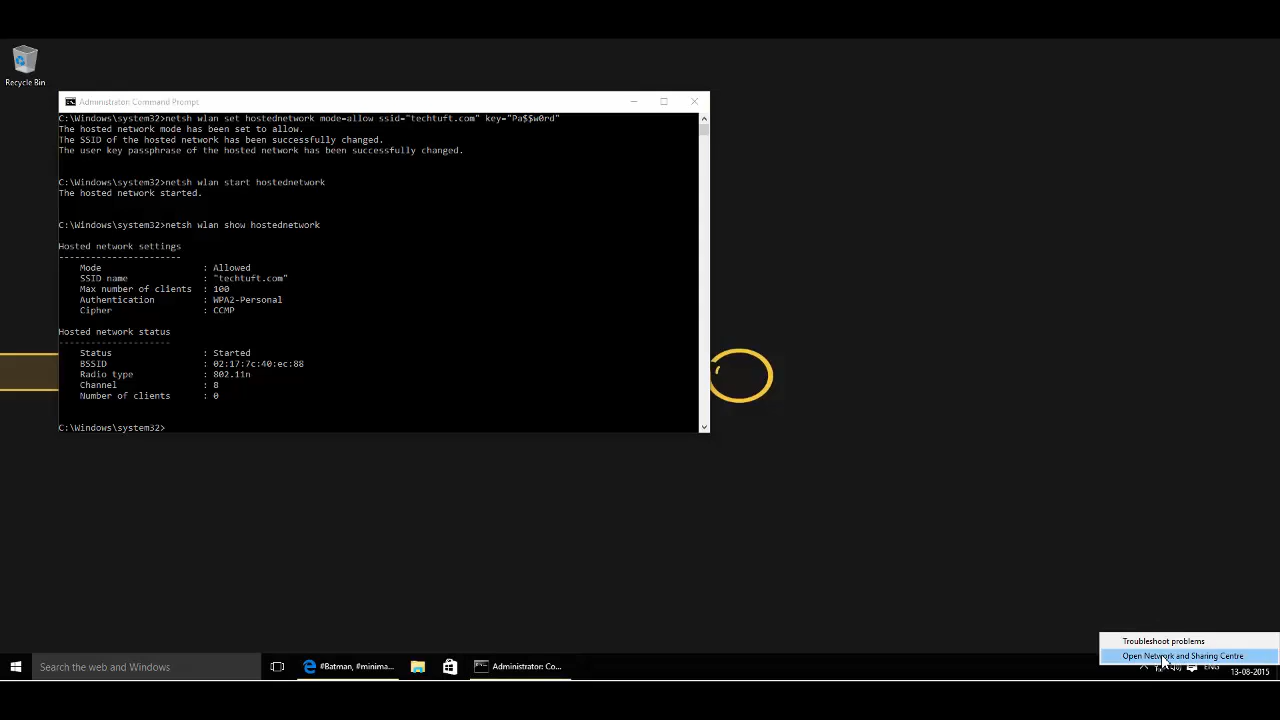 Recycle Bin
Administrator: Command Prompt
C:\Windows\system32>netsh wlan set hostednetwork mode=allow ssid="techtuft.com" key="Pa$$w0rd"
The hosted network mode has been set to allow.
The SSID of the hosted network has been successfully changed.
The user key passphrase of the hosted network has been successfully changed.
C:\Windows\system32>netsh wlan start hostednetwork
The hosted network started.
C:\Windows\system32>netsh wlan show hostednetwork
Hosted network settings
-----------------------
Mode : Allowed
SSID name : "techtuft.com"
Max number of clients : 100
Authentication : WPA2-Personal
Cipher : CCMP
Hosted network status
---------------------
Status : Started
BSSID : 02:17:7c:40:ec:88
Radio type : 802.11n
Channel : 8
Number of clients : 0
C:\Windows\system32>
Troubleshoot problems
Open Network and Sharing Centre
Search the web and Windows
#Batman, #minima...
Administrator: Co...
ENG
13-08-2015